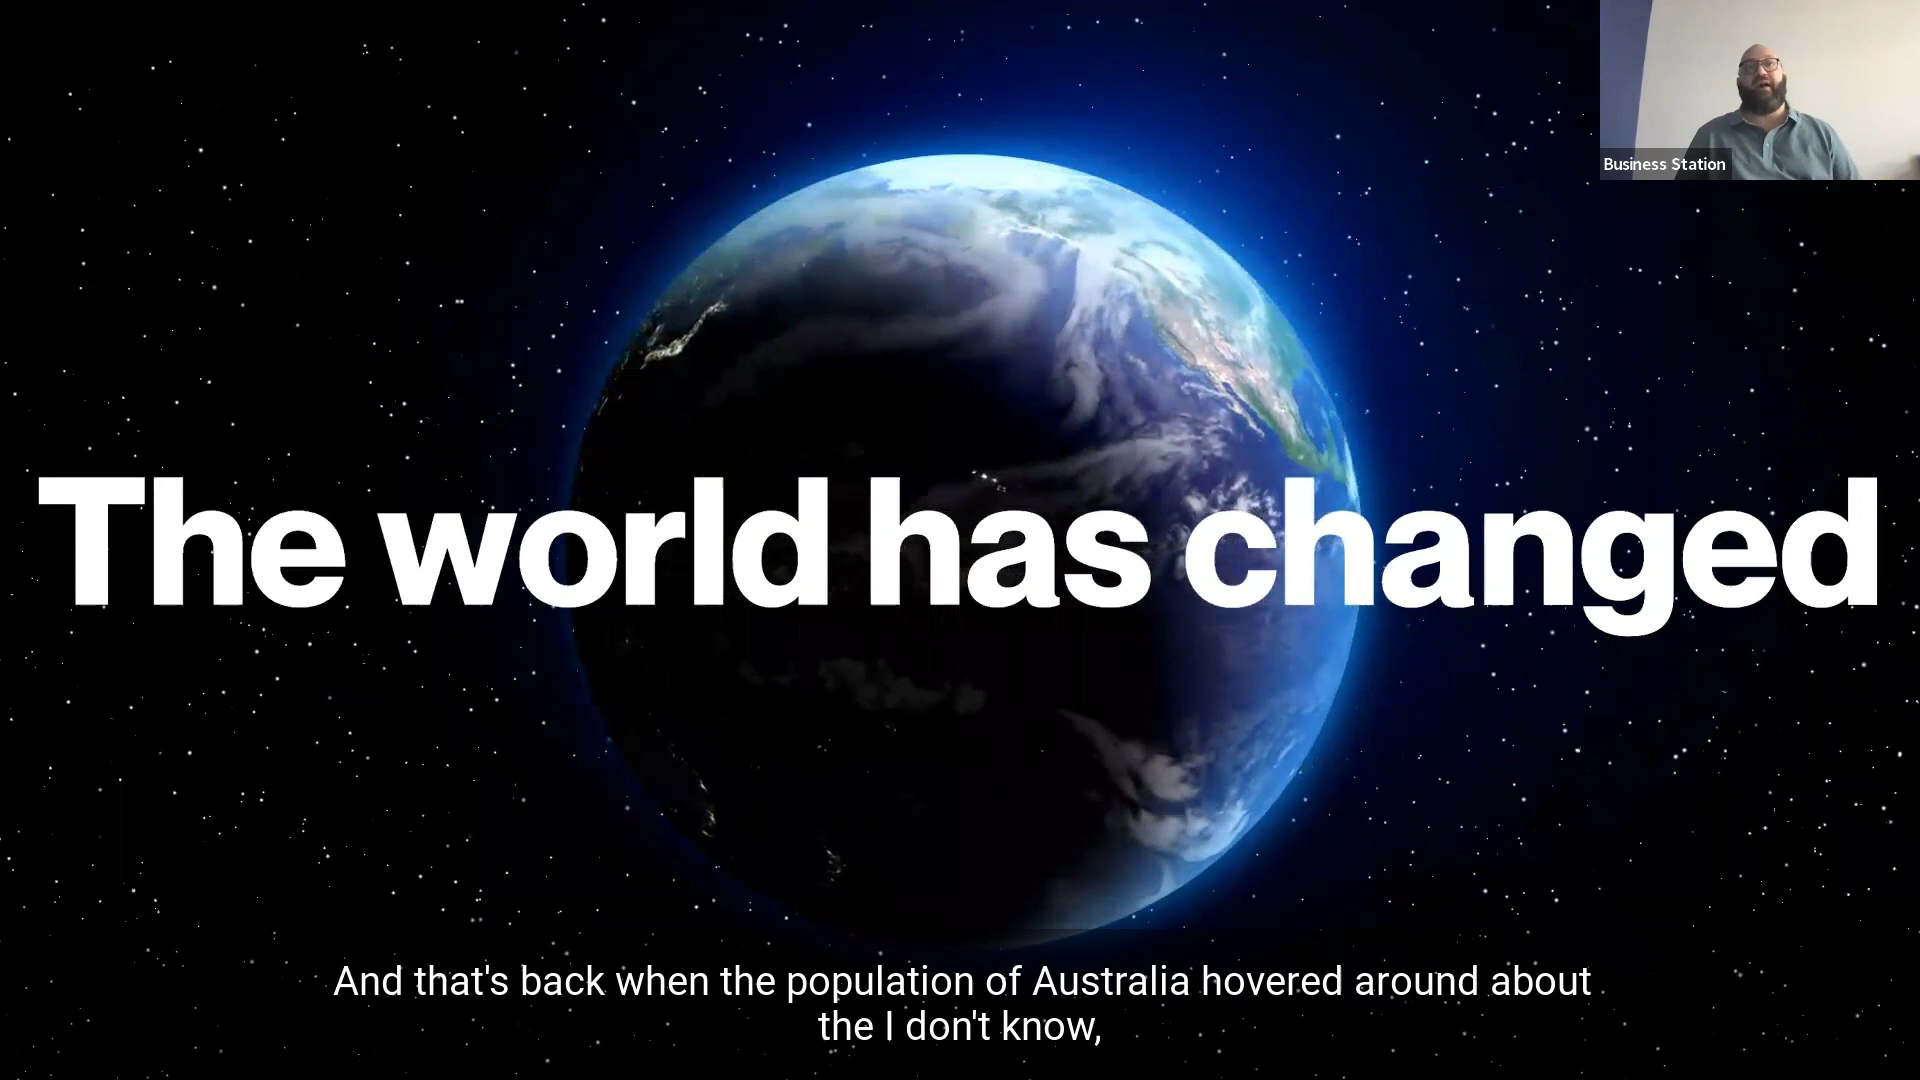 Business Station
The world has changed
And that's back when the population of Australia hovered around about
the I don't know,